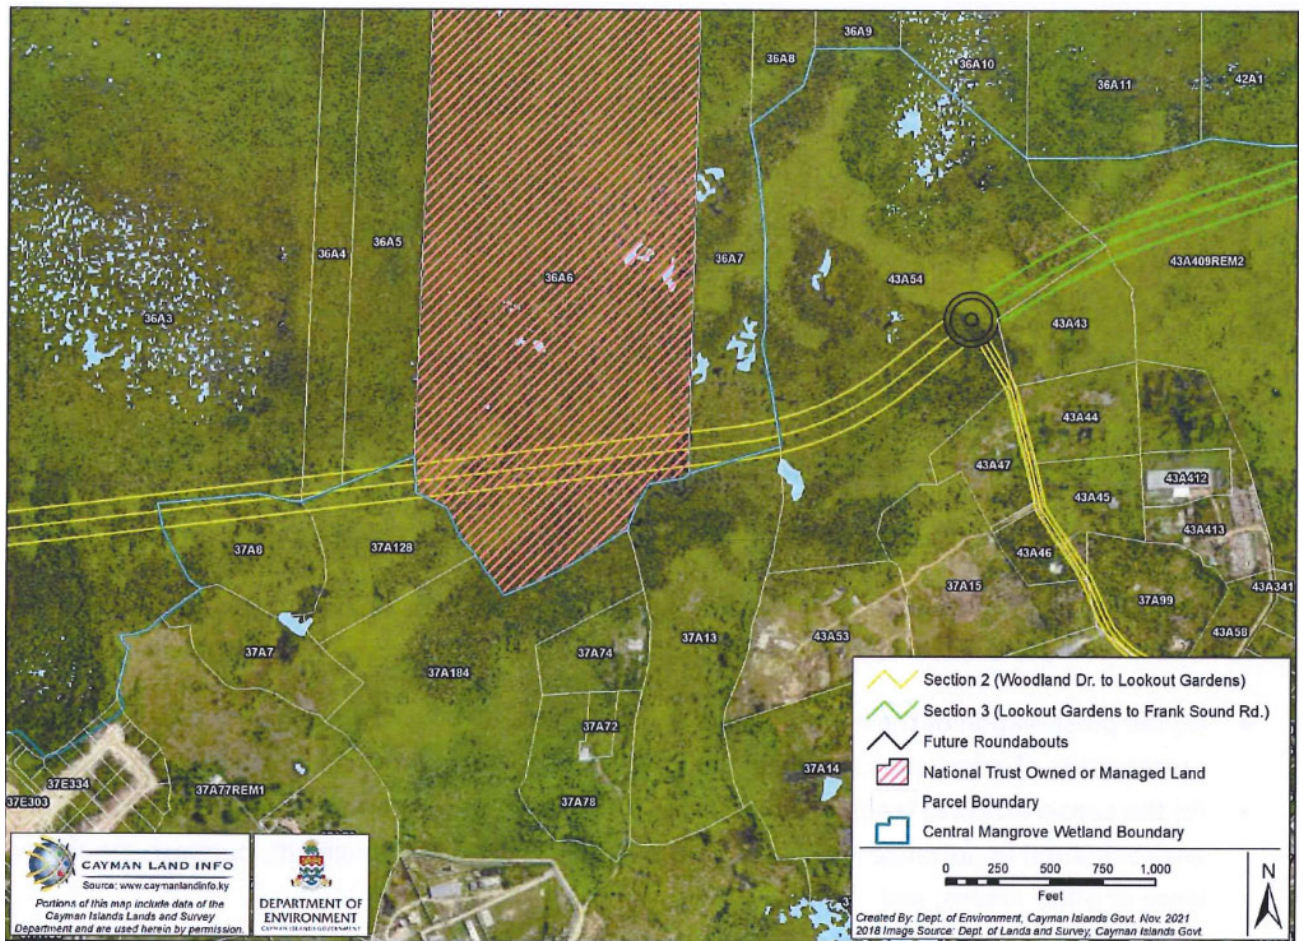 36A9
36A8
36A10
36A11
42A1
36A4
36A5
36A7
36A6
43A54
43A409REM2
36A3
43A43
43A44
43A47
43A412
43A45
43A413
37A8
37A128
43A46
37A15
37A99
43A341
43A58
37A7
37A74
37A13
43A53
37A184
37A72
37A14
37E334
37E303
37A77REM1
37A78
Section 2 (Woodland Dr. to Lookout Gardens)
Section 3 (Lookout Gardens to Frank Sound Rd.)
Future Roundabouts
National Trust Owned or Managed Land
Parcel Boundary
Central Mangrove Wetland Boundary
0 250 500 750 1,000
Feet
N
Created By: Dept. of Environment, Cayman Islands Govt. Nov. 2021
2018 Image Source: Dept. of Lands and Survey, Cayman Islands Govt.
CAYMAN LAND INFO
Source: www.caymanlandinfo.ky
Portions of this map include data of the
Cayman Islands Lands and Survey
Department and are used herein by permission.
DEPARTMENT OF
ENVIRONMENT
CAYMAN ISLANDS GOVERNMENT